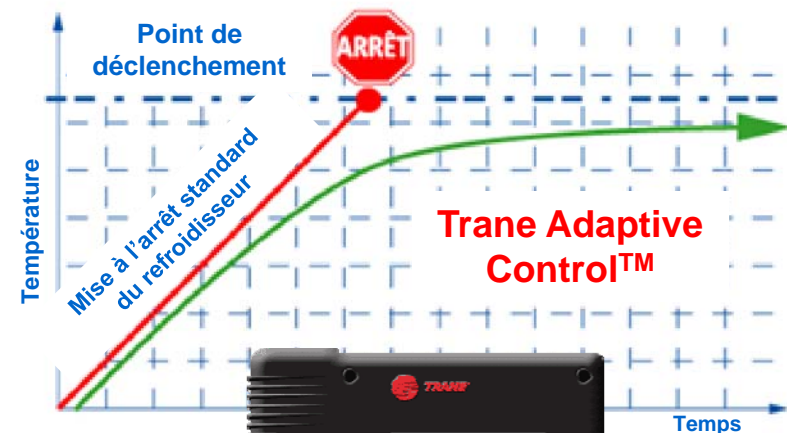 Point de
déclenchement
ARRÊT
Température
Mise à l’arrêt standard
du refroidisseur
Trane Adaptive
Control™
TRANE
Temps